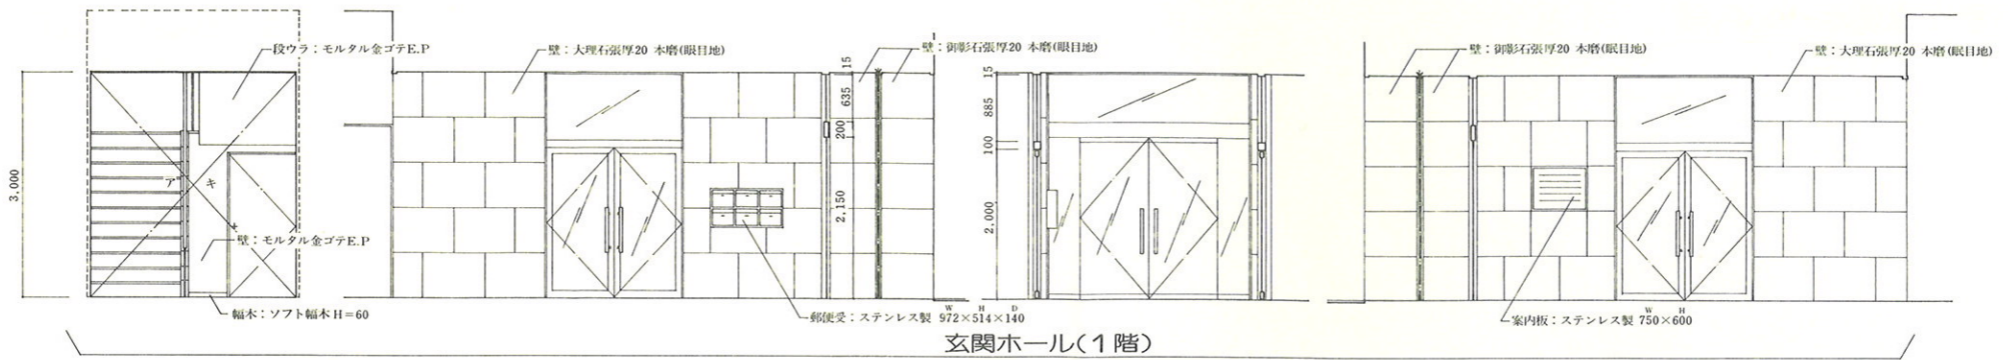 段ウラ：モルタル金ゴテE.P
壁：大理石張厚20 本磨(眼目地)
壁：御影石張厚20 本磨(眼目地)
壁：御影石張厚20 本磨(眠目地)
壁：大理石張厚20 本磨(眠目地)
3,000
ア
キ
壁：モルタル金ゴテE.P
幅木：ソフト幅木 H＝60
15
635
200
2,150
15
885
100
2,000
W H D
郵便受：ステンレス製 972×514×140
W H
案内板：ステンレス製 750×600
玄関ホール(1階)